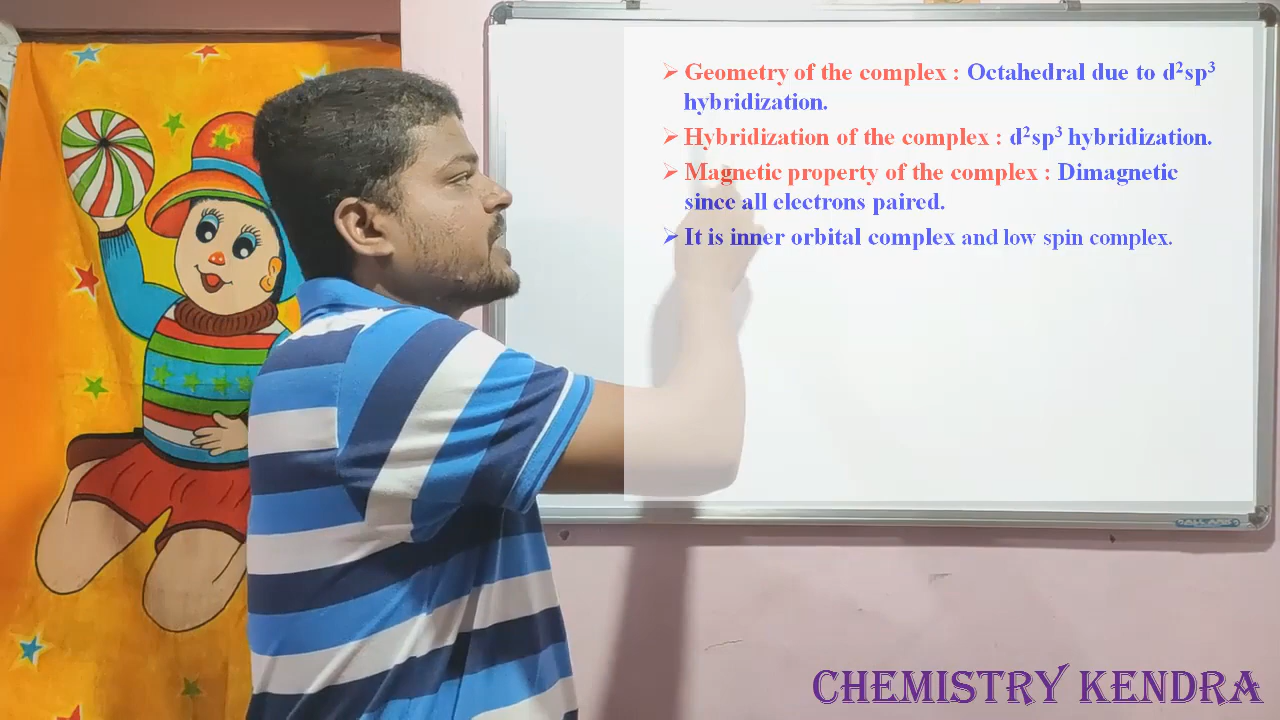 ➢ Geometry of the complex : Octahedral due to d²sp³
hybridization.
➢ Hybridization of the complex : d²sp³ hybridization.
➢ Magnetic property of the complex : Dimagnetic
since all electrons paired.
➢ It is inner orbital complex and low spin complex.
CHEMISTRY KENDRA